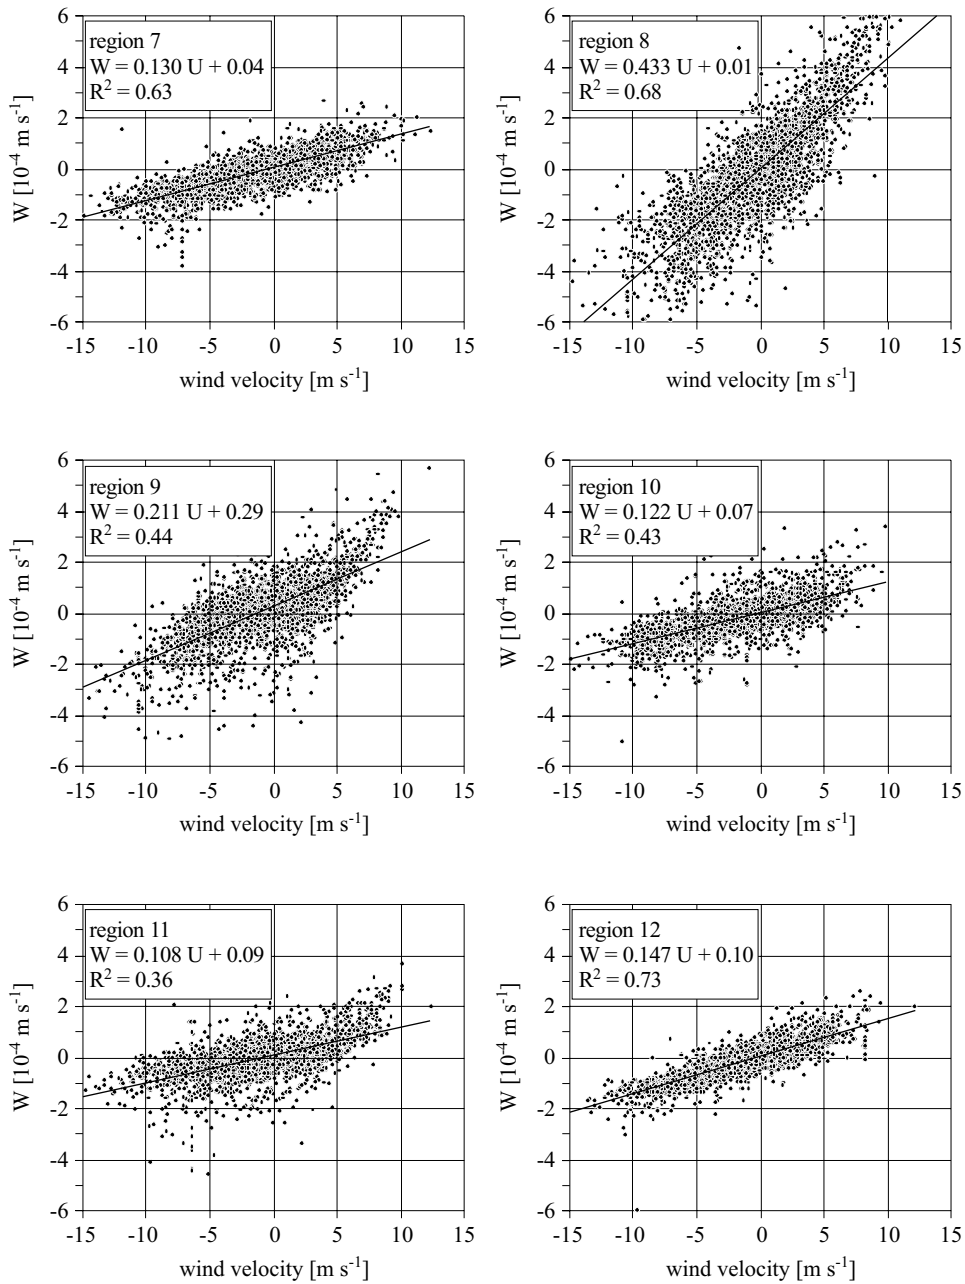 region 7
W = 0.130 U + 0.04
R² = 0.63
6
4
2
0
-2
-4
-6
W [10⁻⁴ m s⁻¹]
-15 -10 -5 0 5 10 15
wind velocity [m s⁻¹]
region 8
W = 0.433 U + 0.01
R² = 0.68
6
4
2
0
-2
-4
-6
W [10⁻⁴ m s⁻¹]
-15 -10 -5 0 5 10 15
wind velocity [m s⁻¹]
region 9
W = 0.211 U + 0.29
R² = 0.44
6
4
2
0
-2
-4
-6
W [10⁻⁴ m s⁻¹]
-15 -10 -5 0 5 10 15
wind velocity [m s⁻¹]
region 10
W = 0.122 U + 0.07
R² = 0.43
6
4
2
0
-2
-4
-6
W [10⁻⁴ m s⁻¹]
-15 -10 -5 0 5 10 15
wind velocity [m s⁻¹]
region 11
W = 0.108 U + 0.09
R² = 0.36
6
4
2
0
-2
-4
-6
W [10⁻⁴ m s⁻¹]
-15 -10 -5 0 5 10 15
wind velocity [m s⁻¹]
region 12
W = 0.147 U + 0.10
R² = 0.73
6
4
2
0
-2
-4
-6
W [10⁻⁴ m s⁻¹]
-15 -10 -5 0 5 10 15
wind velocity [m s⁻¹]